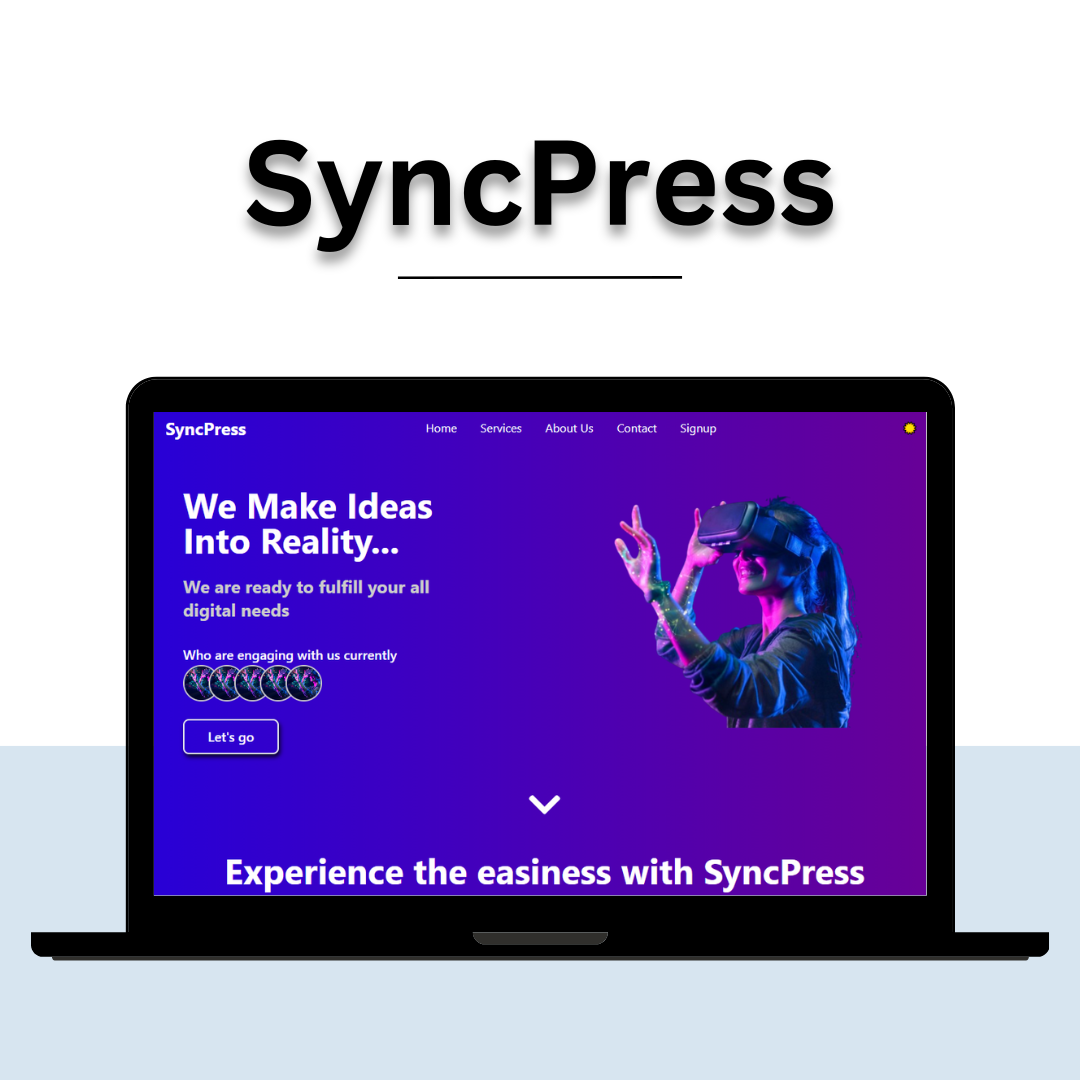 SyncPress
SyncPress
Home Services About Us Contact Signup
We Make Ideas
Into Reality...
We are ready to fulfill your all
digital needs
Who are engaging with us currently
Let's go
Experience the easiness with SyncPress